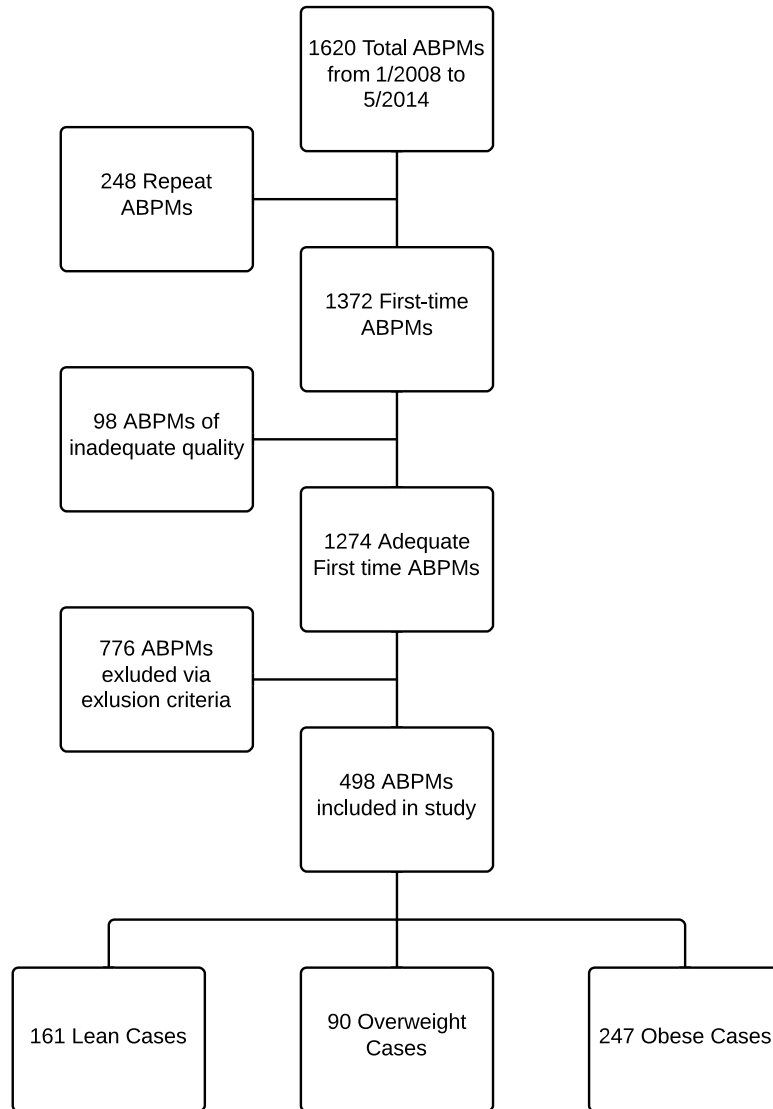 1620 Total ABPMs
from 1/2008 to
5/2014
248 Repeat
ABPMs
1372 First-time
ABPMs
98 ABPMs of
inadequate quality
1274 Adequate
First time ABPMs
776 ABPMs
exluded via
exlusion criteria
498 ABPMs
included in study
161 Lean Cases
90 Overweight
Cases
247 Obese Cases